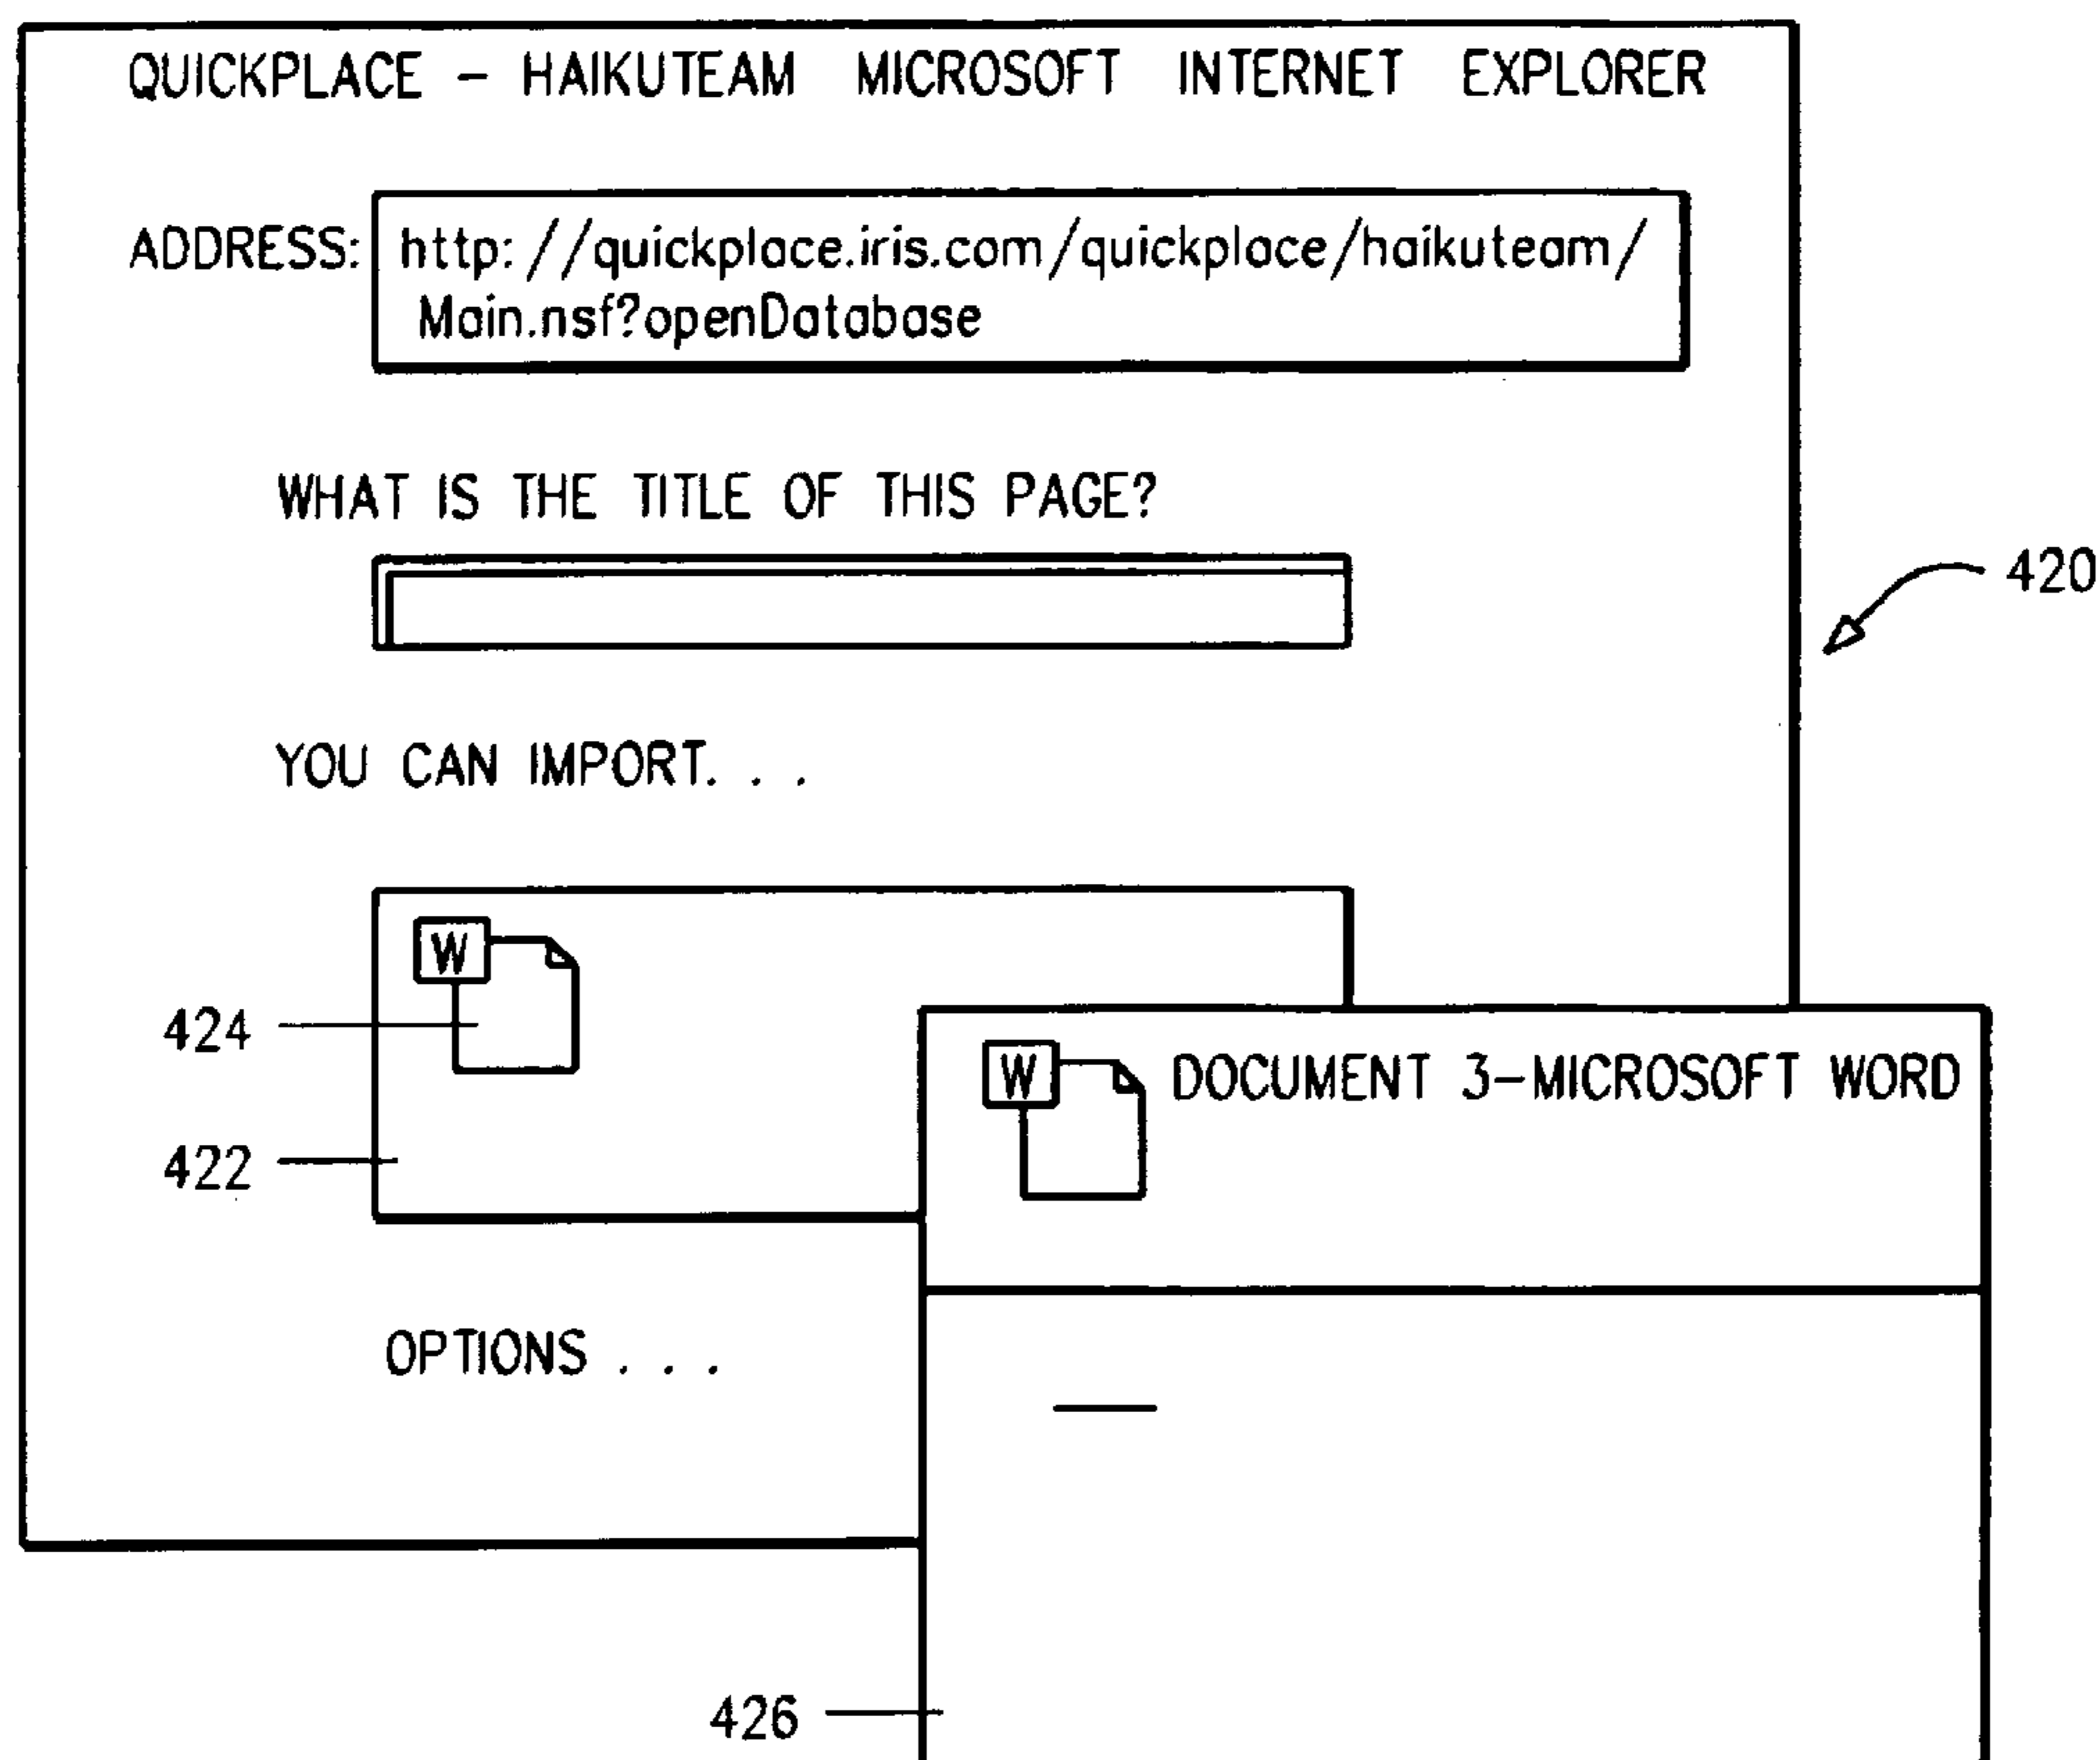 QUICKPLACE - HAIKUTEAM MICROSOFT INTERNET EXPLORER
ADDRESS: http://quickplace.iris.com/quickplace/haikuteam/
Main.nsf?openDatabase
WHAT IS THE TITLE OF THIS PAGE?
420
YOU CAN IMPORT. . .
W
424
W DOCUMENT 3-MICROSOFT WORD
422
OPTIONS . . .
426